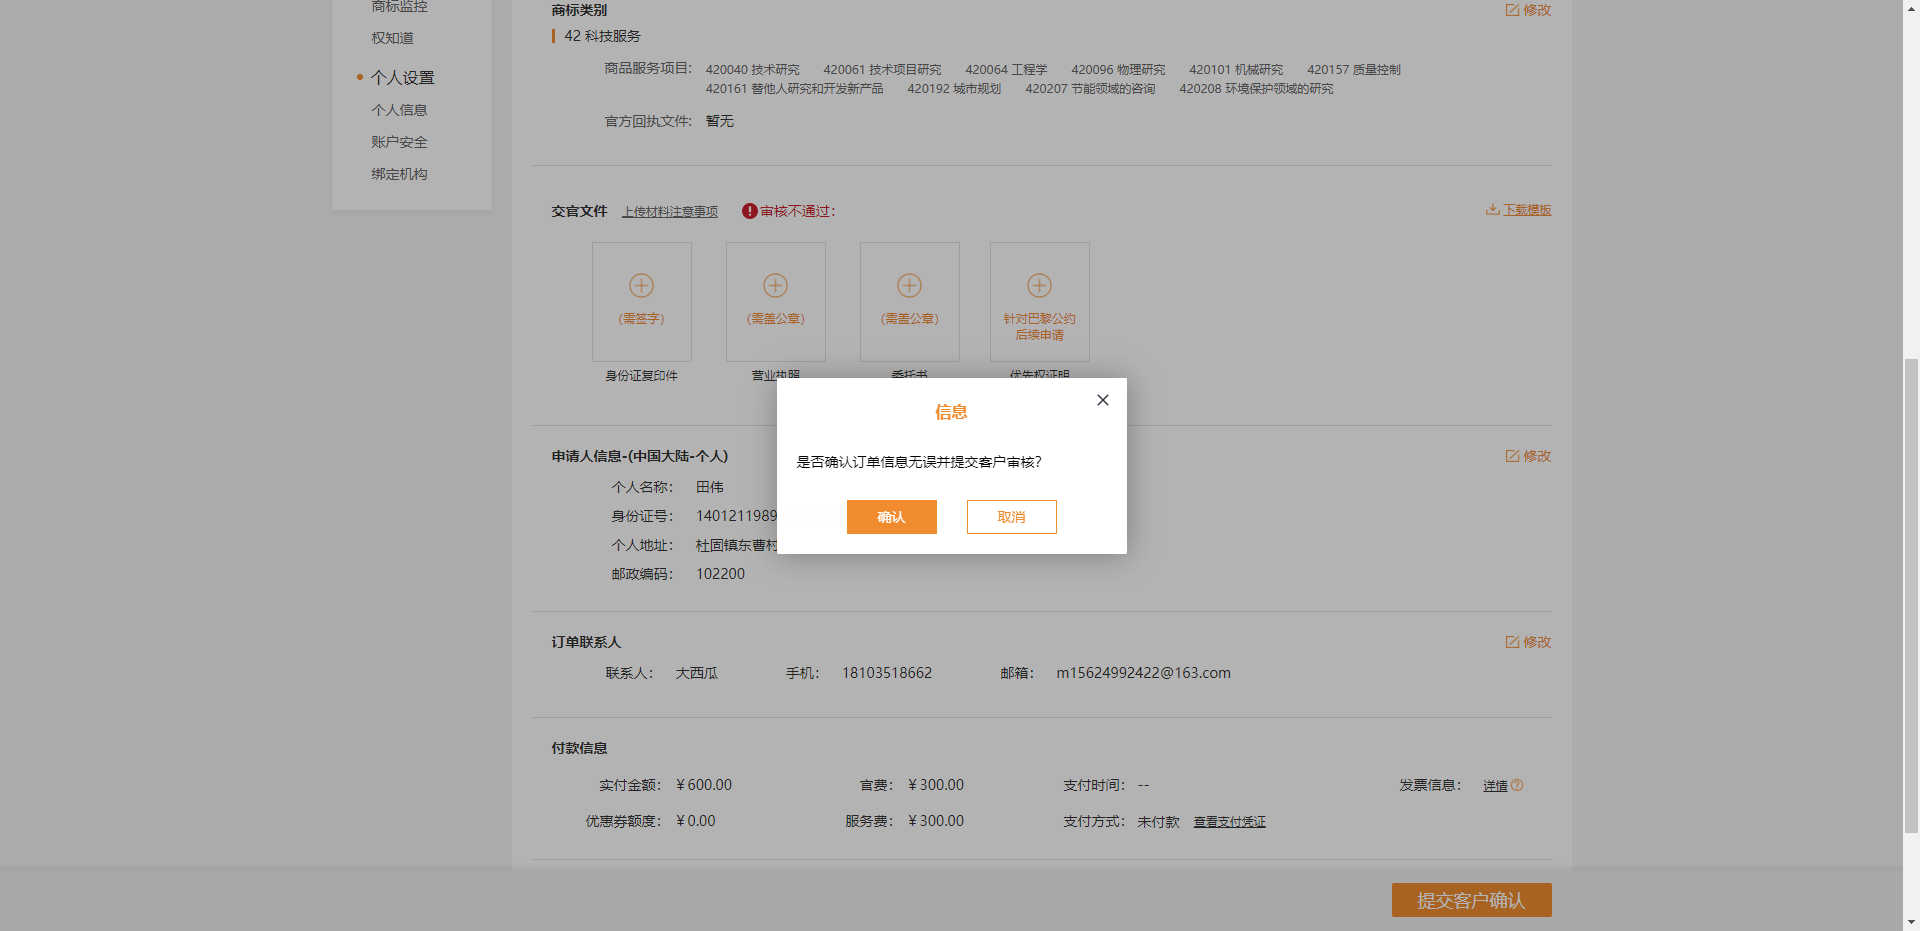 商标监控
权知道
个人设置
个人信息
账户安全
绑定机构
商标类别
修改
42 科技服务
商品服务项目: 420040 技术研究 420061 技术项目研究 420064 工程学 420096 物理研究 420101 机械研究 420157 质量控制
420161 替他人研究和开发新产品 420192 城市规划 420207 节能领域的咨询 420208 环境保护领域的研究
官方回执文件: 暂无
交官文件 上传材料注意事项 审核不通过:
下载模板
(需签字) (需盖公章) (需盖公章) 针对巴黎公约
后续申请
身份证复印件 营业执照 委托书 优先权证明
信息
是否确认订单信息无误并提交客户审核?
确认 取消
申请人信息-(中国大陆-个人)
修改
个人名称: 田伟
身份证号: 1401211989
个人地址: 杜固镇东曹村
邮政编码: 102200
订单联系人
修改
联系人: 大西瓜 手机: 18103518662 邮箱: m15624992422@163.com
付款信息
实付金额: ¥600.00 官费: ¥300.00 支付时间: -- 发票信息: 详情
优惠券额度: ¥0.00 服务费: ¥300.00 支付方式: 未付款 查看支付凭证
提交客户确认